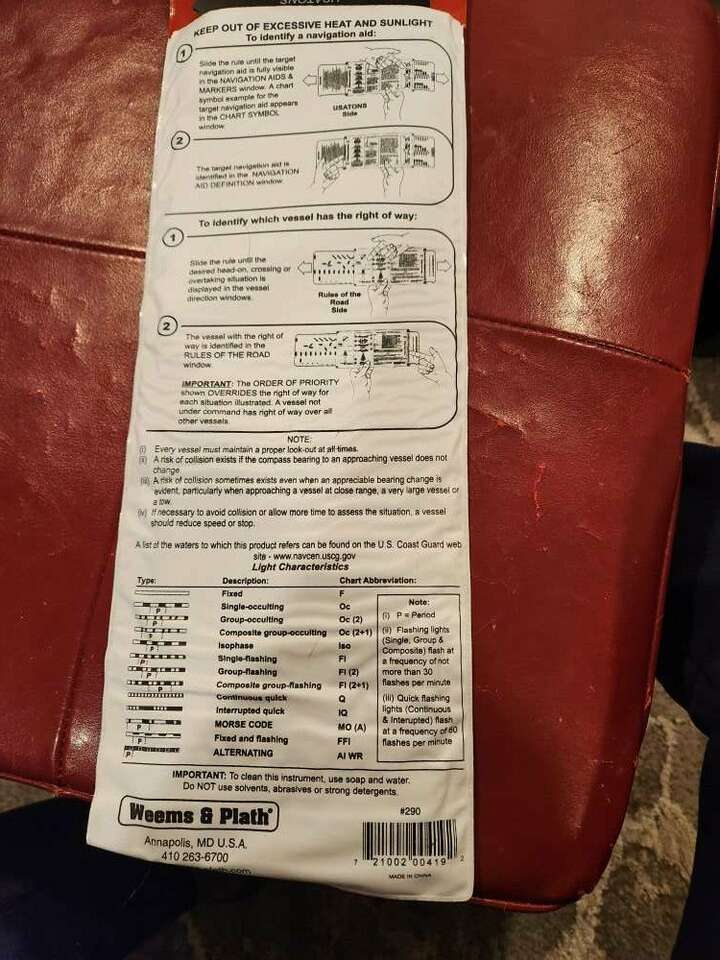 KEEP OUT OF EXCESSIVE HEAT AND SUNLIGHT
To identify a navigation aid:
1
Slide the rule until the target
navigation aid is fully visible
in the NAVIGATION AIDS &
MARKERS window. A chart
symbol example for the
target navigation aid appears
in the CHART SYMBOL
window.
USATONS
Side
2
The target navigation aid is
identified in the NAVIGATION
AID DEFINITION window
To identify which vessel has the right of way:
1
Slide the rule until the
desired head-on, crossing or
overtaking situation is
displayed in the vessel
direction windows.
Rules of the
Road
Side
2
The vessel with the right of
way is identified in the
RULES OF THE ROAD
window
IMPORTANT: The ORDER OF PRIORITY
shown OVERRIDES the right of way for
each situation illustrated. A vessel not
under command has right of way over all
other vessels
NOTE:
(i) Every vessel must maintain a proper look-out at all times.
(ii) A risk of collision exists if the compass bearing to an approaching vessel does not
change
(iii) A risk of collision sometimes exists even when an appreciable bearing change is
evident, particularly when approaching a vessel at close range, a very large vessel or
a tow.
(iv) If necessary to avoid collision or allow more time to assess the situation, a vessel
should reduce speed or stop.
A list of the waters to which this product refers can be found on the U.S. Coast Guard web
site - www.navcen.uscg.gov
Light Characteristics
Type: Description: Chart Abbreviation:
Fixed F
P Single-occulting Oc
P Group-occulting Oc (2)
P Composite group-occulting Oc (2+1)
P Isophase Iso
P Single-flashing Fl
P Group-flashing Fl (2)
P Composite group-flashing Fl (2+1)
Continuous quick Q
Interrupted quick IQ
P MORSE CODE MO (A)
P Fixed and flashing FFl
P ALTERNATING Al WR
Note:
(i) P = Period
(ii) Flashing lights
(Single, Group &
Composite) flash at
a frequency of not
more than 30
flashes per minute
(iii) Quick flashing
lights (Continuous
& Interupted) flash
at a frequency of 60
flashes per minute
IMPORTANT: To clean this instrument, use soap and water.
Do NOT use solvents, abrasives or strong detergents.
Weems & Plath®
Annapolis, MD U.S.A.
410 263-6700
#290
7 21002 00419 2
MADE IN CHINA